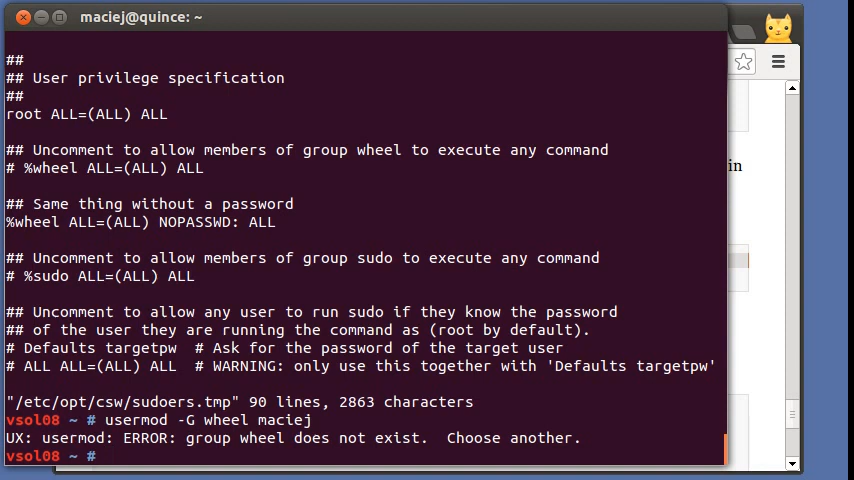 maciej@quince: ~
##
## User privilege specification
##
root ALL=(ALL) ALL
## Uncomment to allow members of group wheel to execute any command
# %wheel ALL=(ALL) ALL
## Same thing without a password
%wheel ALL=(ALL) NOPASSWD: ALL
## Uncomment to allow members of group sudo to execute any command
# %sudo ALL=(ALL) ALL
## Uncomment to allow any user to run sudo if they know the password
## of the user they are running the command as (root by default).
# Defaults targetpw  # Ask for the password of the target user
# ALL ALL=(ALL) ALL  # WARNING: only use this together with 'Defaults targetpw'
"/etc/opt/csw/sudoers.tmp" 90 lines, 2863 characters
vsol08 ~ # usermod -G wheel maciej
UX: usermod: ERROR: group wheel does not exist.  Choose another.
vsol08 ~ #
in